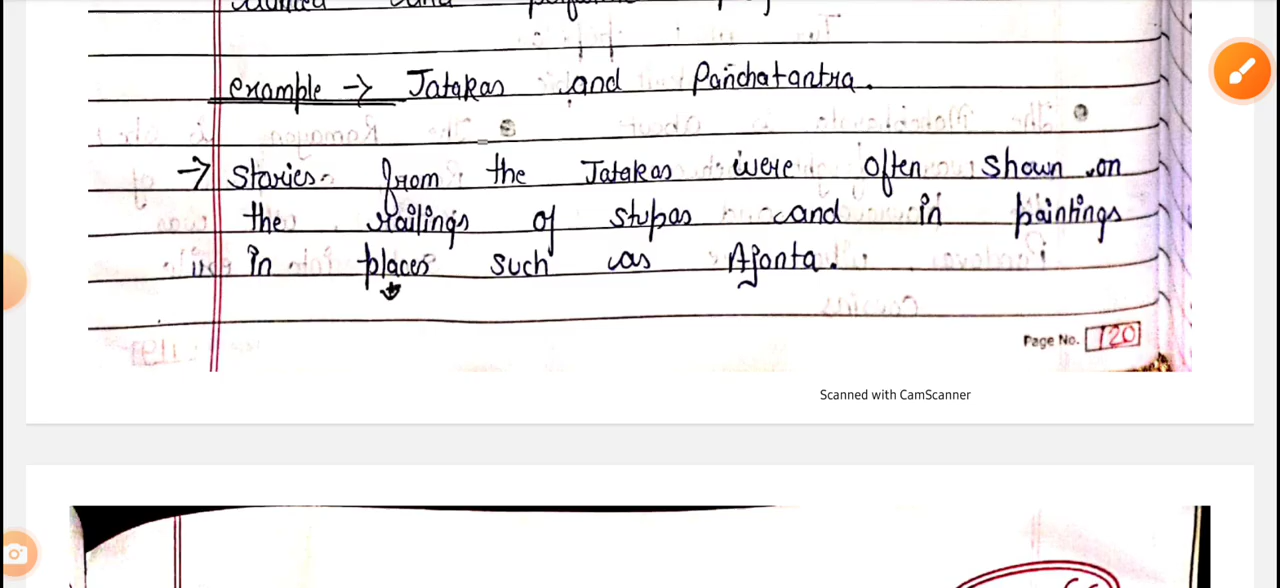 example → Jatakas and Panchatantra.
→ Stories from the Jatakas were often shown on
the railings of stupas and in paintings
in places such as Ajanta.
Page No. 120
Scanned with CamScanner